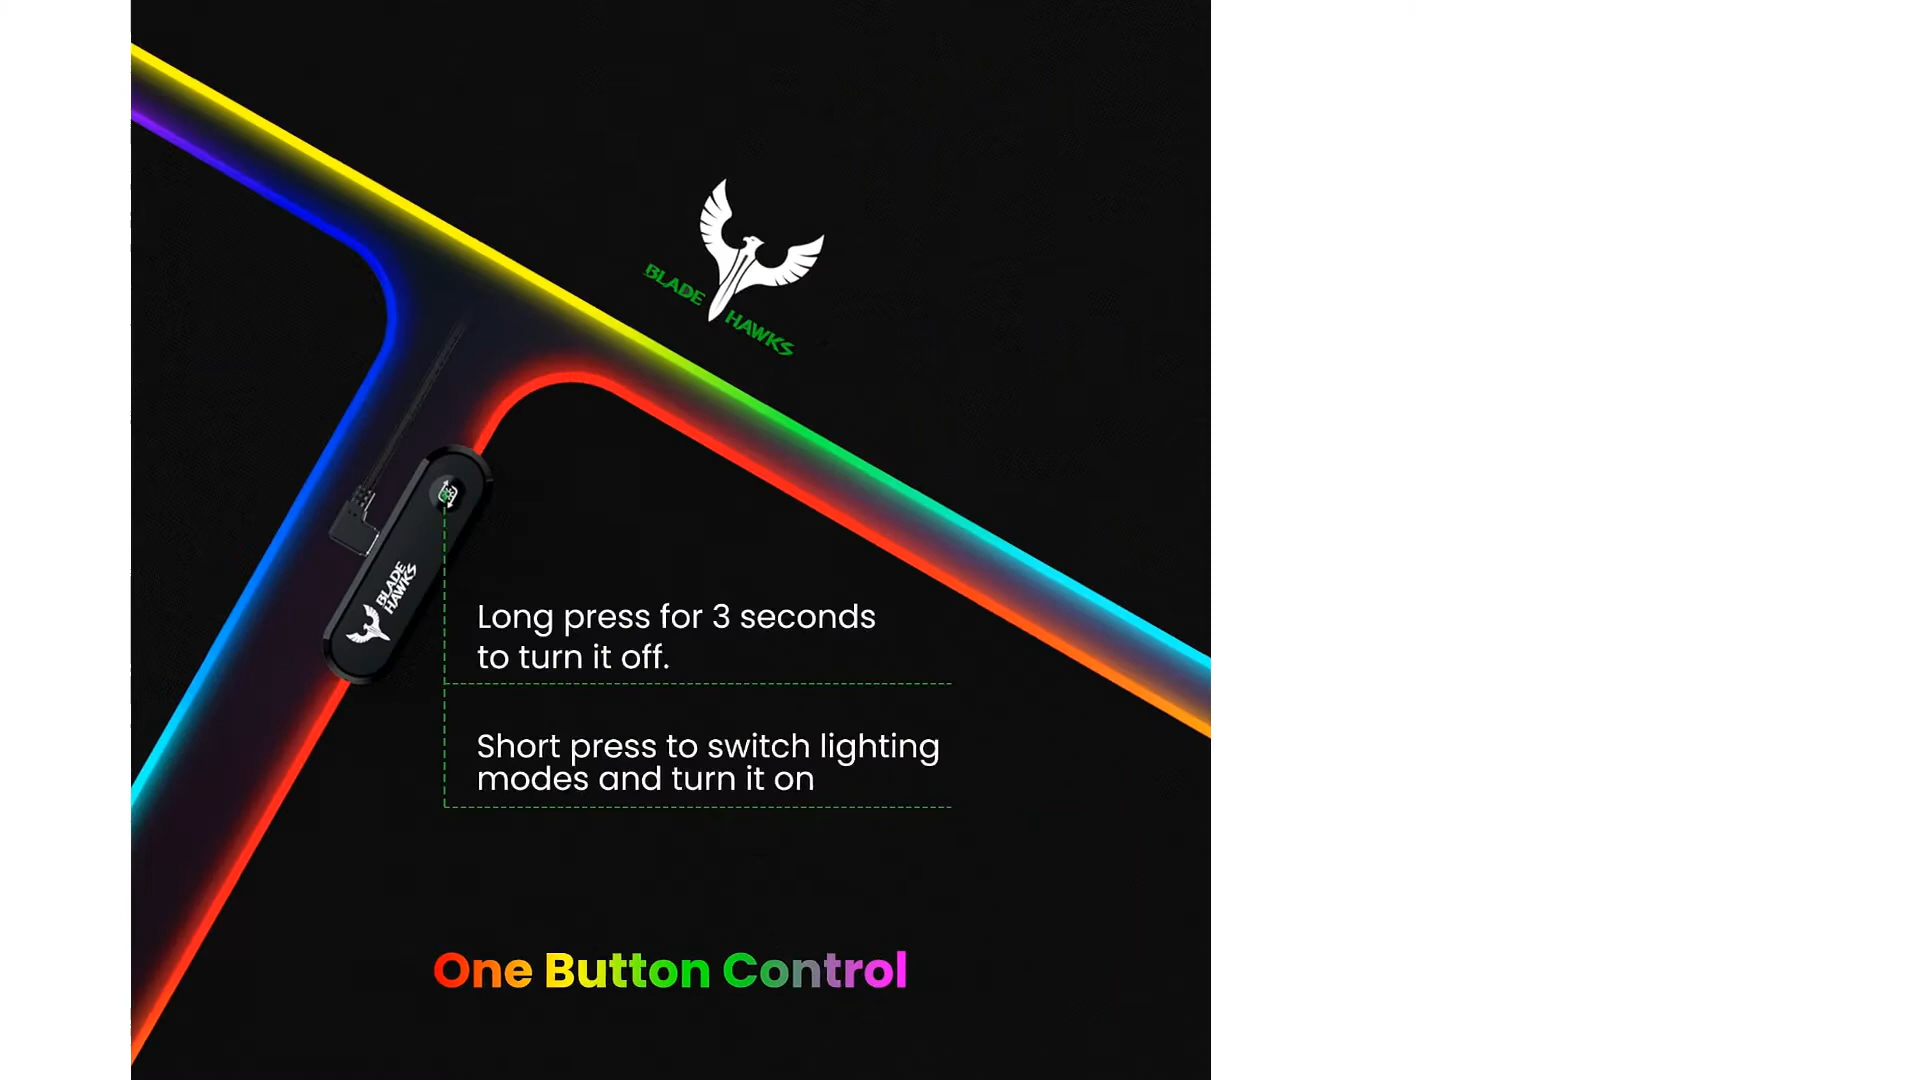 BLADE
HAWKS
BLADE
HAWKS
Long press for 3 seconds
to turn it off.
Short press to switch lighting
modes and turn it on
One Button Control